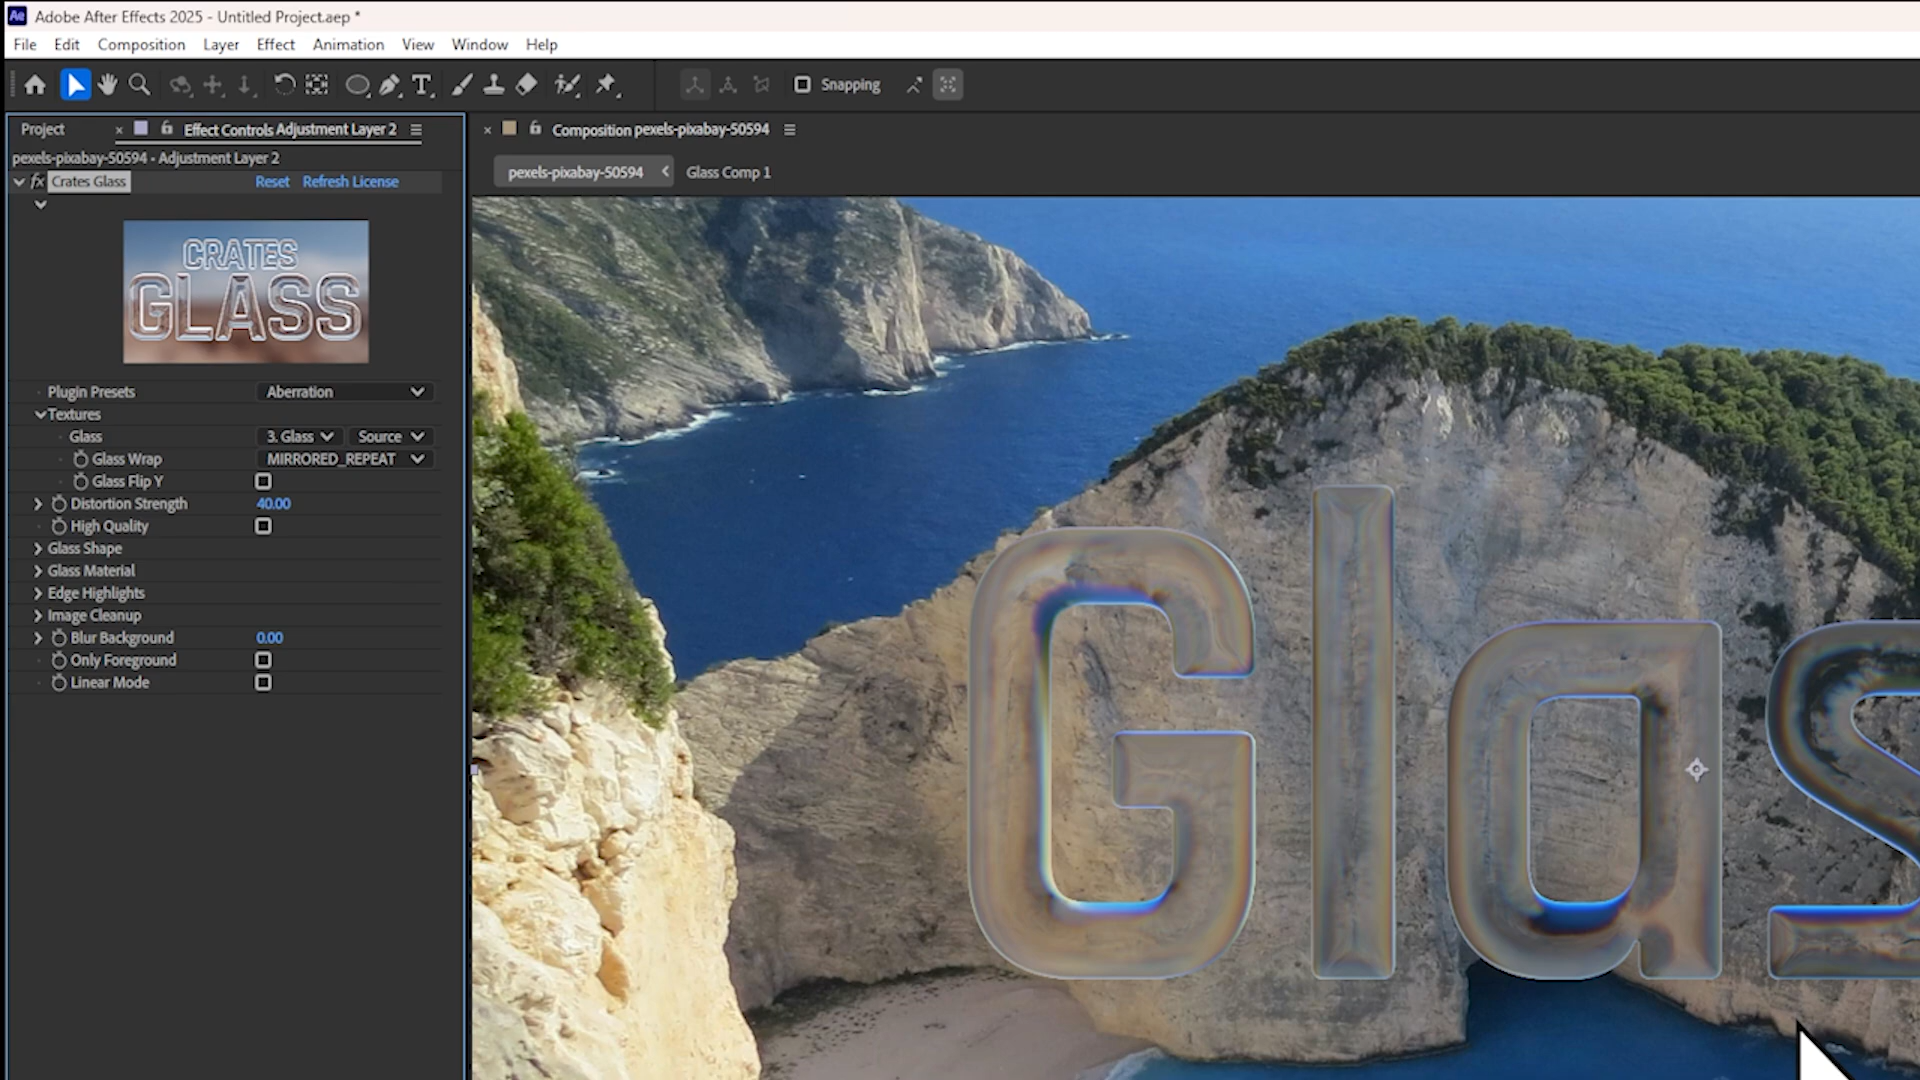 Ae Adobe After Effects 2025 - Untitled Project.aep *
File Edit Composition Layer Effect Animation View Window Help
T Snapping
Project × Effect Controls Adjustment Layer 2 × Composition pexels-pixabay-50594
pexels-pixabay-50594 • Adjustment Layer 2
pexels-pixabay-50594 Glass Comp 1
fx Crates Glass Reset Refresh License
CRATES
GLASS
Plugin Presets Aberration
Textures
Glass 3. Glass Source
Glass Wrap MIRRORED_REPEAT
Glass Flip Y
Distortion Strength 40.00
High Quality
Glass Shape
Glass Material
Edge Highlights
Image Cleanup
Blur Background 0.00
Only Foreground
Linear Mode
Glas